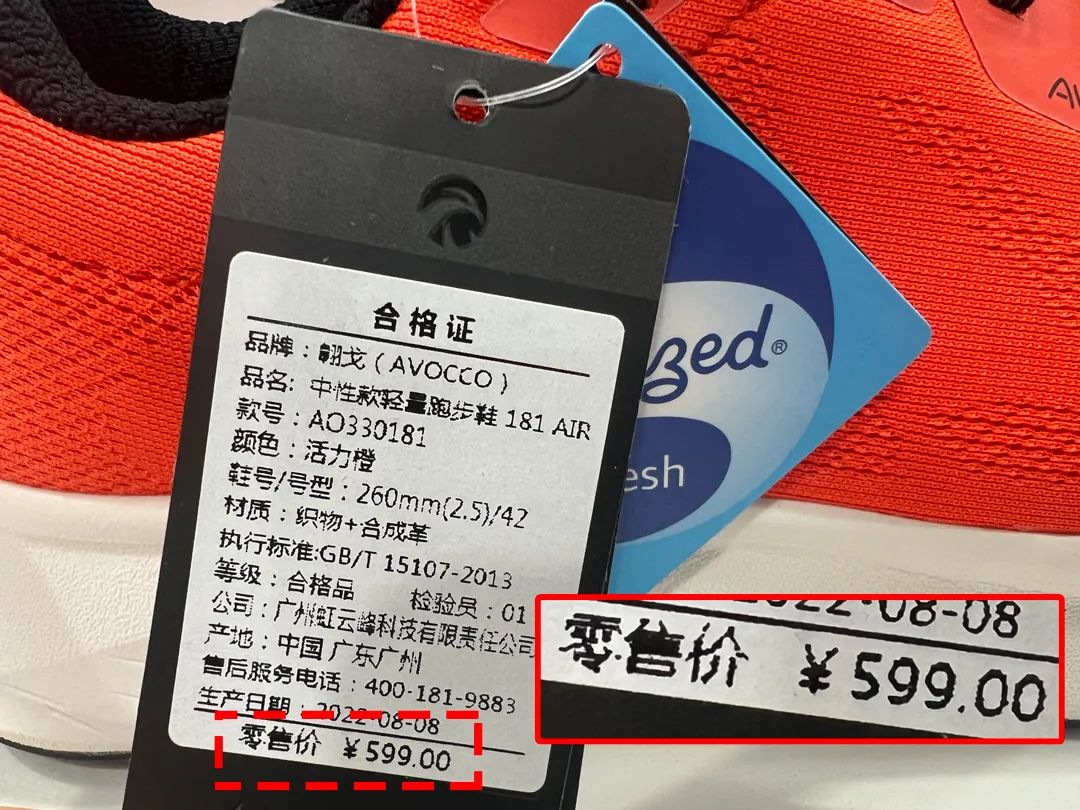 合格证
品牌：翱戈（AVOCCO）
品名：中性款轻量跑步鞋 181 AIR
款号：AO330181
颜色：活力橙
鞋号/号型：260mm(2.5)/42
材质：织物+合成革
执行标准:GB/T 15107-2013
等级：合格品 检验员：01
公司：广州虹云峰科技有限责任公司
产地：中国 广东广州
售后服务电话：400-181-9883
生产日期：2022-08-08
零售价 ￥599.00
zed®
esh
2022-08-08
零售价 ￥599.00